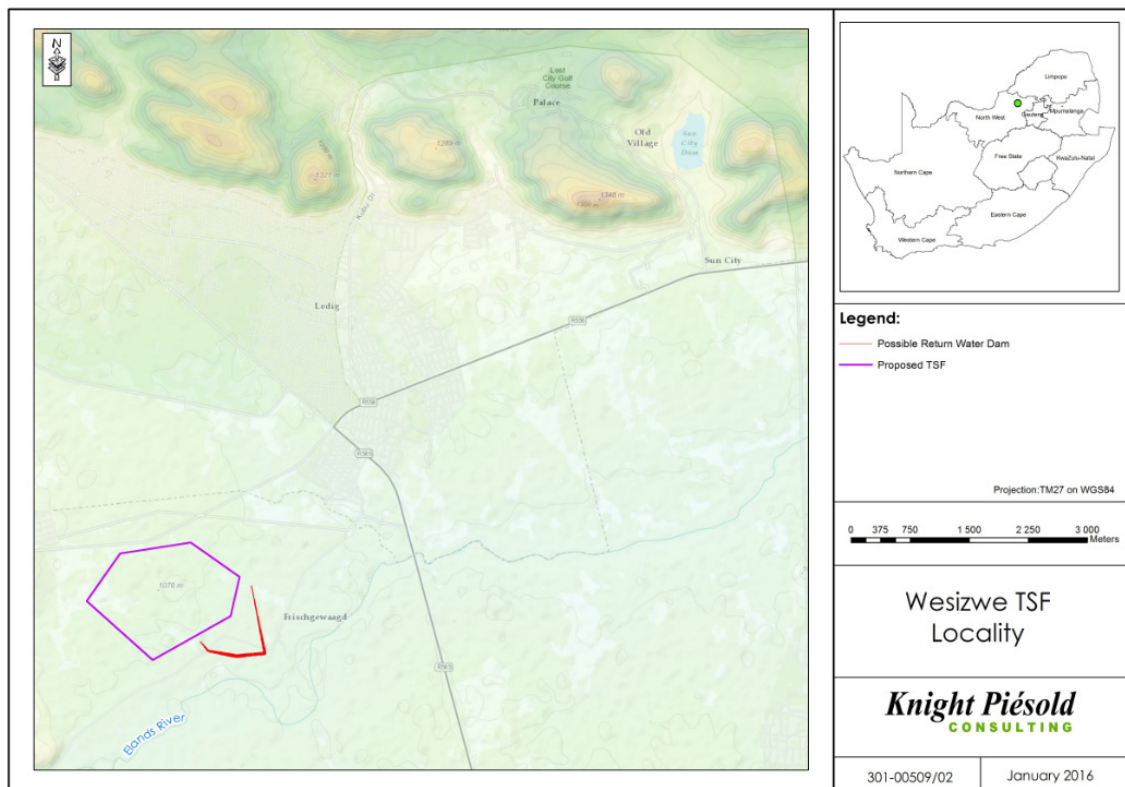 N
Lost
City Golf
Course
Palace
Old
Village
Sun
City
Dam
1289 m
1321 m
1348 m
Kubu Dr
Sun City
Ledig
R556
R556
1076 m
Frischgewaagd
Elands River
Limpopo
North West
Gauteng
Mpumalanga
Free State
KwaZulu-Natal
Northern Cape
Eastern Cape
Western Cape
Legend:
Possible Return Water Dam
Proposed TSF
Projection:TM27 on WGS84
0 375 750 1 500 2 250 3 000
Meters
Wesizwe TSF
Locality
Knight Piésold
CONSULTING
301-00509/02
January 2016